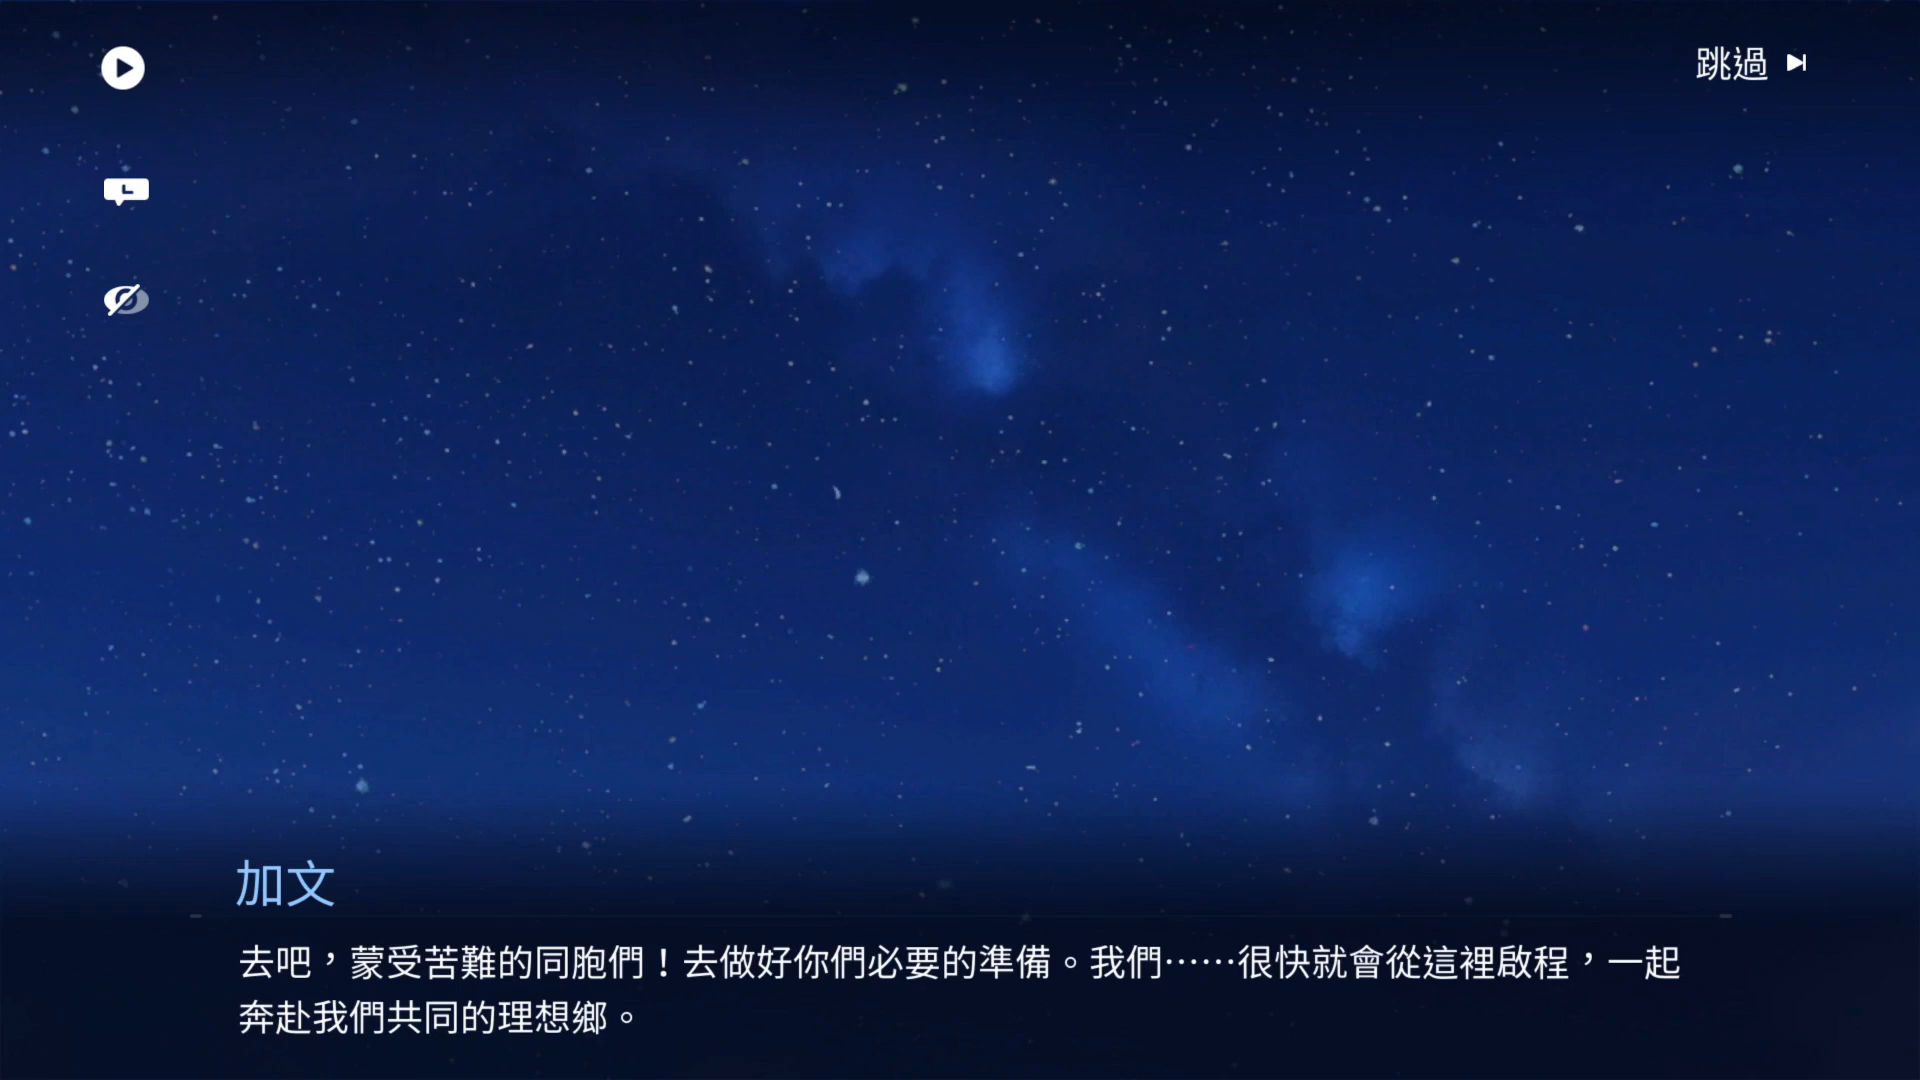 跳過
加文
去吧，蒙受苦難的同胞們！去做好你們必要的準備。我們⋯⋯很快就會從這裡啟程，一起
奔赴我們共同的理想鄉。